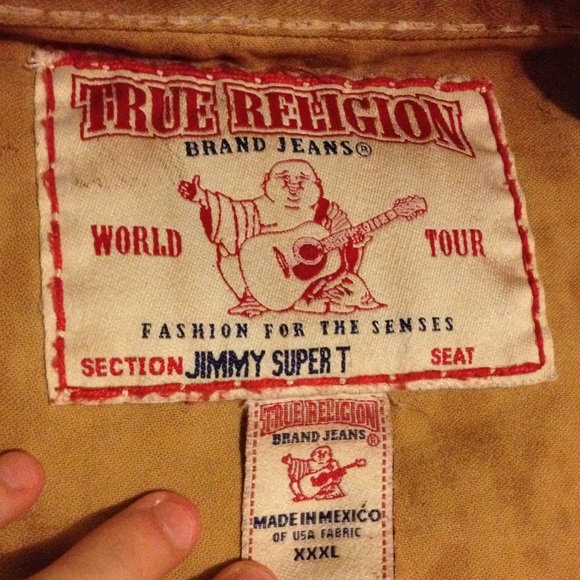 TRUE RELIGION
BRAND JEANS®
WORLD TOUR
FASHION FOR THE SENSES
SECTION JIMMY SUPER T SEAT
TRUE RELIGION
BRAND JEANS®
MADE IN MEXICO
OF USA FABRIC
XXXL